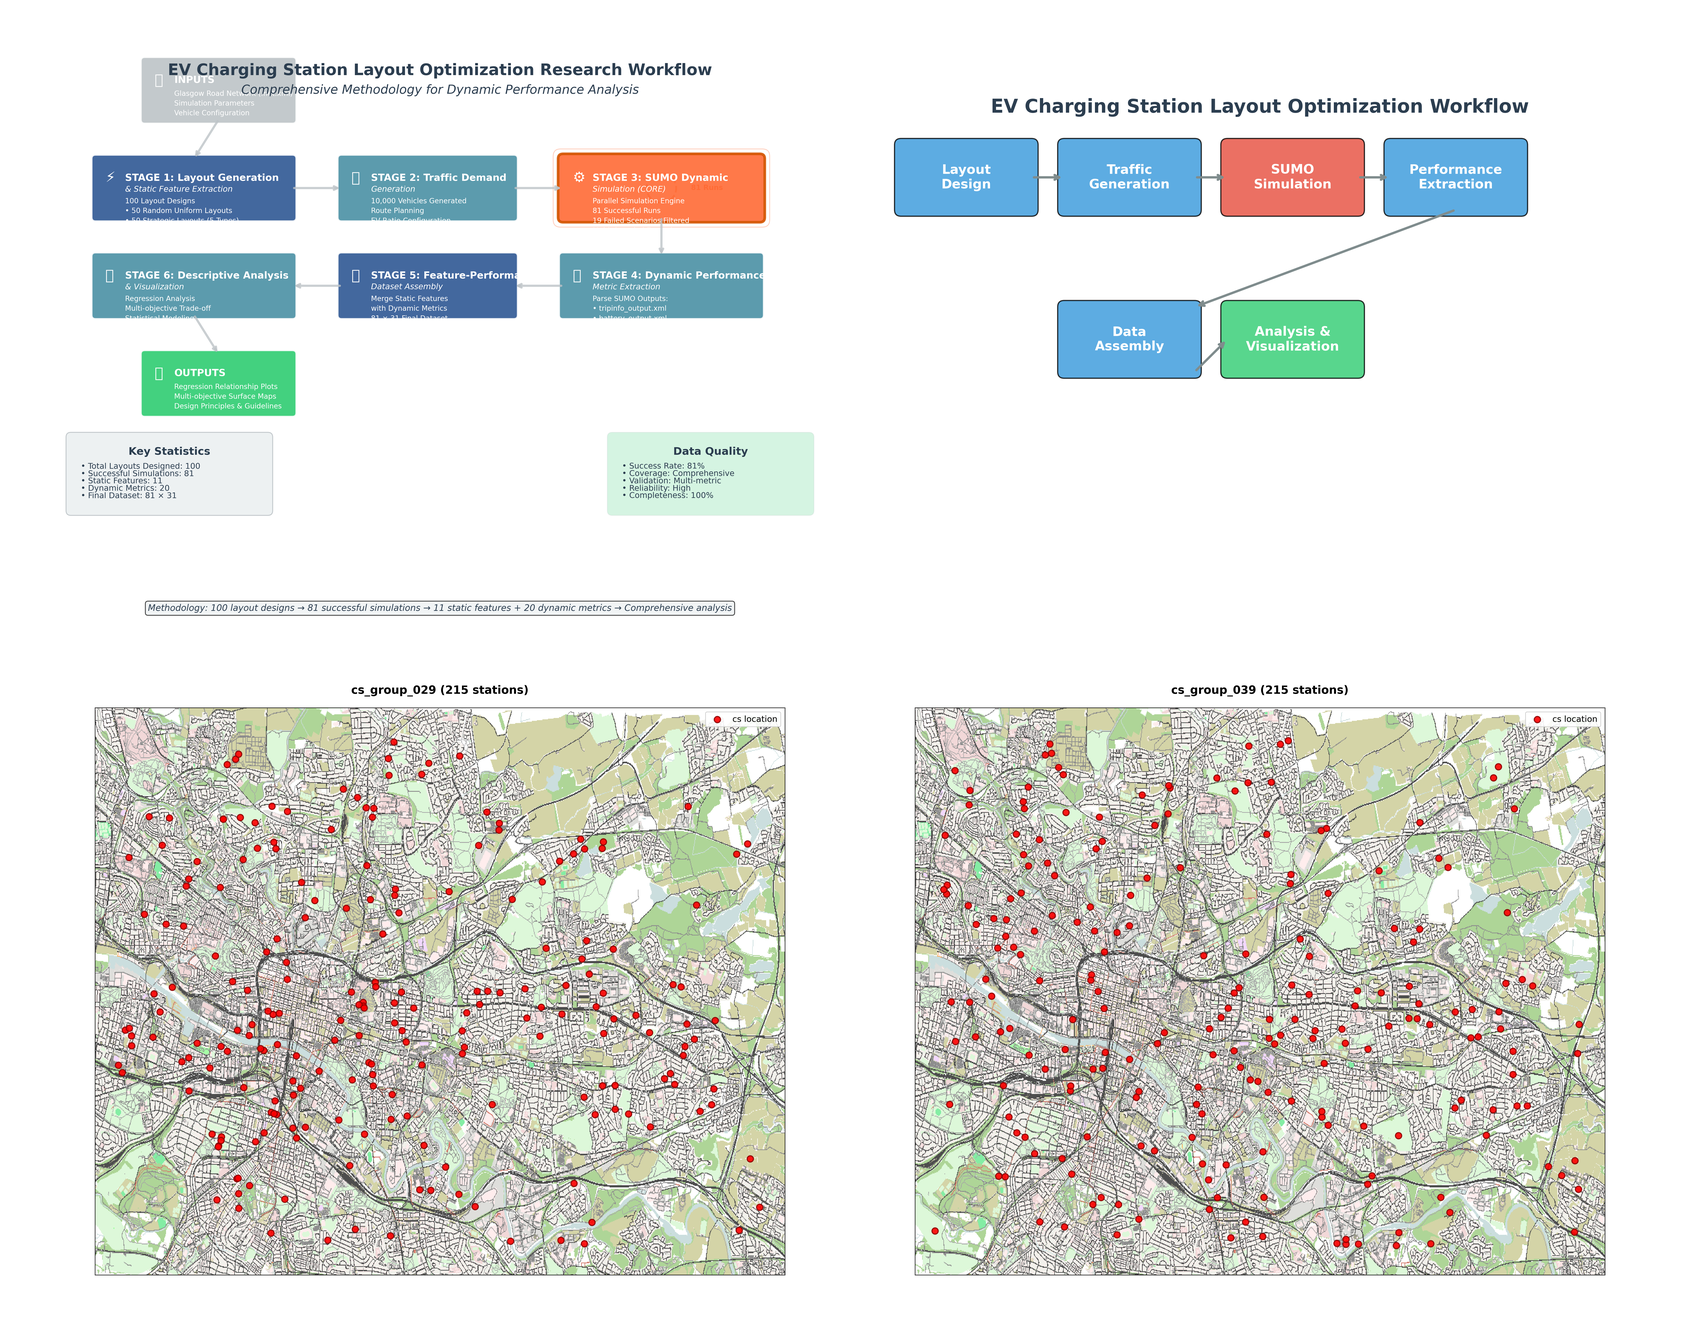 EV Charging Station Layout Optimization Research Workflow
Comprehensive Methodology for Dynamic Performance Analysis
INPUTS
Glasgow Road
Simulation Parameters
Vehicle Configuration
⚡ STAGE 1: Layout Generation
& Static Feature Extraction
100 Layout Designs
• 50 Random Uniform Layouts
• 50 Strategic Layouts (5 Types)
STAGE 2: Traffic Demand
Generation
10,000 Vehicles Generated
Route Planning
EV Ratio Configuration
⚙ STAGE 3: SUMO Dynamic
Simulation (CORE)
Parallel Simulation Engine
81 Successful Runs
19 Failed Scenarios Filtered
STAGE 6: Descriptive Analysis
& Visualization
Regression Analysis
Multi-objective Trade-off
Statistical Modeling
STAGE 5: Feature-Performa
Dataset Assembly
Merge Static Features
with Dynamic Metrics
81 × 31 Final Dataset
STAGE 4: Dynamic Performance
Metric Extraction
Parse SUMO Outputs:
• tripinfo_output.xml
• battery_output.xml
OUTPUTS
Regression Relationship Plots
Multi-objective Surface Maps
Design Principles & Guidelines
Key Statistics
• Total Layouts Designed: 100
• Successful Simulations: 81
• Static Features: 11
• Dynamic Metrics: 20
• Final Dataset: 81 × 31
Data Quality
• Success Rate: 81%
• Coverage: Comprehensive
• Validation: Multi-metric
• Reliability: High
• Completeness: 100%
Methodology: 100 layout designs → 81 successful simulations → 11 static features + 20 dynamic metrics → Comprehensive analysis
EV Charging Station Layout Optimization Workflow
Layout
Design
Traffic
Generation
SUMO
Simulation
Performance
Extraction
Data
Assembly
Analysis &
Visualization
cs_group_029 (215 stations)
cs location
cs_group_039 (215 stations)
cs location